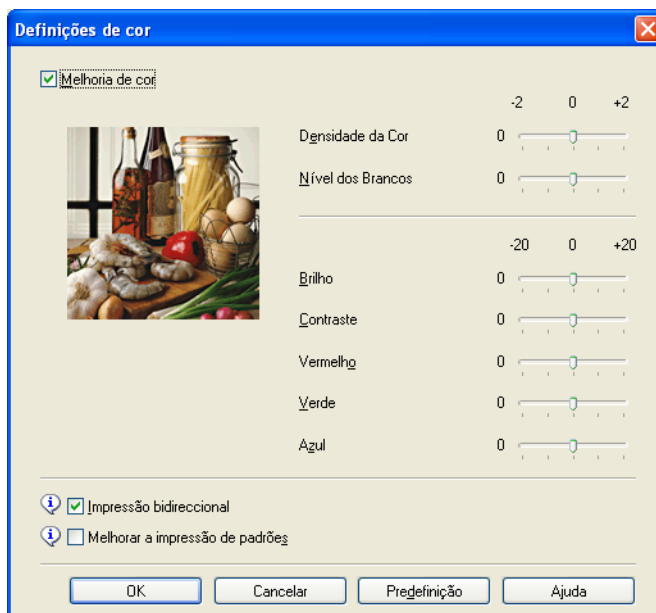 Definições de cor
Melhoria de cor
-2 0 +2
Densidade da Cor 0
Nível dos Brancos 0
-20 0 +20
Brilho 0
Contraste 0
Vermelho 0
Verde 0
Azul 0
Impressão bidireccional
Melhorar a impressão de padrões
OK Cancelar Predefinição Ajuda